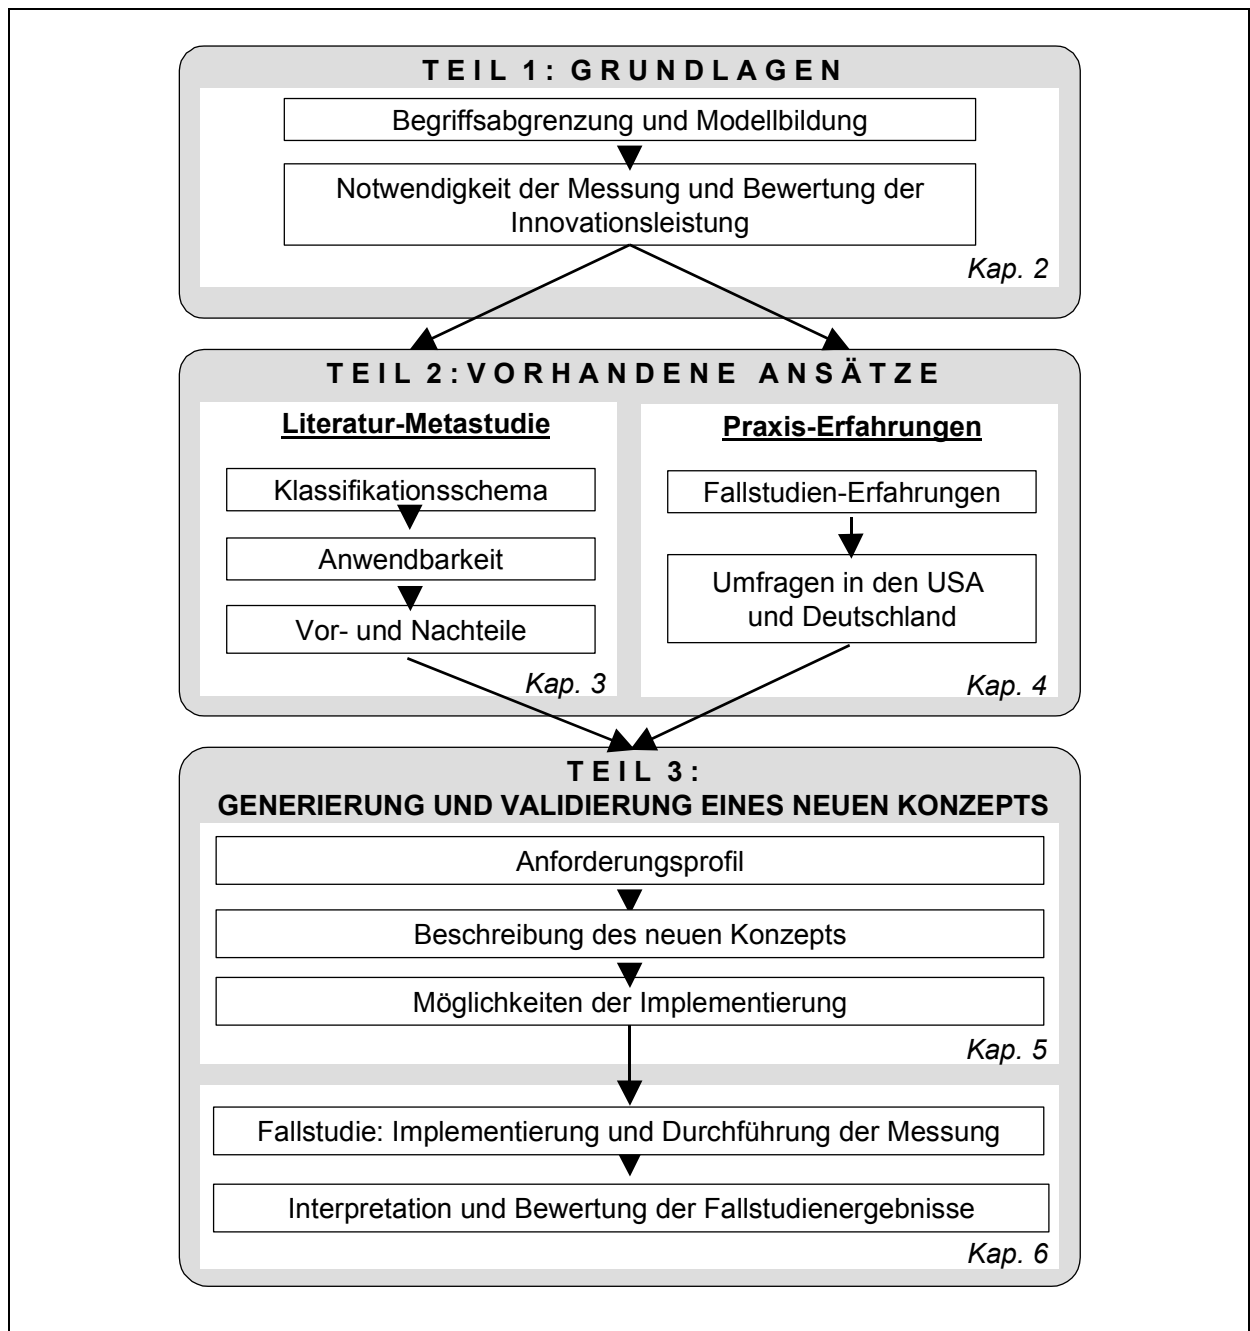 TEIL 1: GRUNDLAGEN
Begriffsabgrenzung und Modellbildung
Notwendigkeit der Messung und Bewertung der
Innovationsleistung
Kap. 2
TEIL 2: VORHANDENE ANSÄTZE
Literatur-Metastudie
Klassifikationsschema
Anwendbarkeit
Vor- und Nachteile
Kap. 3
Praxis-Erfahrungen
Fallstudien-Erfahrungen
Umfragen in den USA
und Deutschland
Kap. 4
TEIL 3:
GENERIERUNG UND VALIDIERUNG EINES NEUEN KONZEPTS
Anforderungsprofil
Beschreibung des neuen Konzepts
Möglichkeiten der Implementierung
Kap. 5
Fallstudie: Implementierung und Durchführung der Messung
Interpretation und Bewertung der Fallstudienergebnisse
Kap. 6